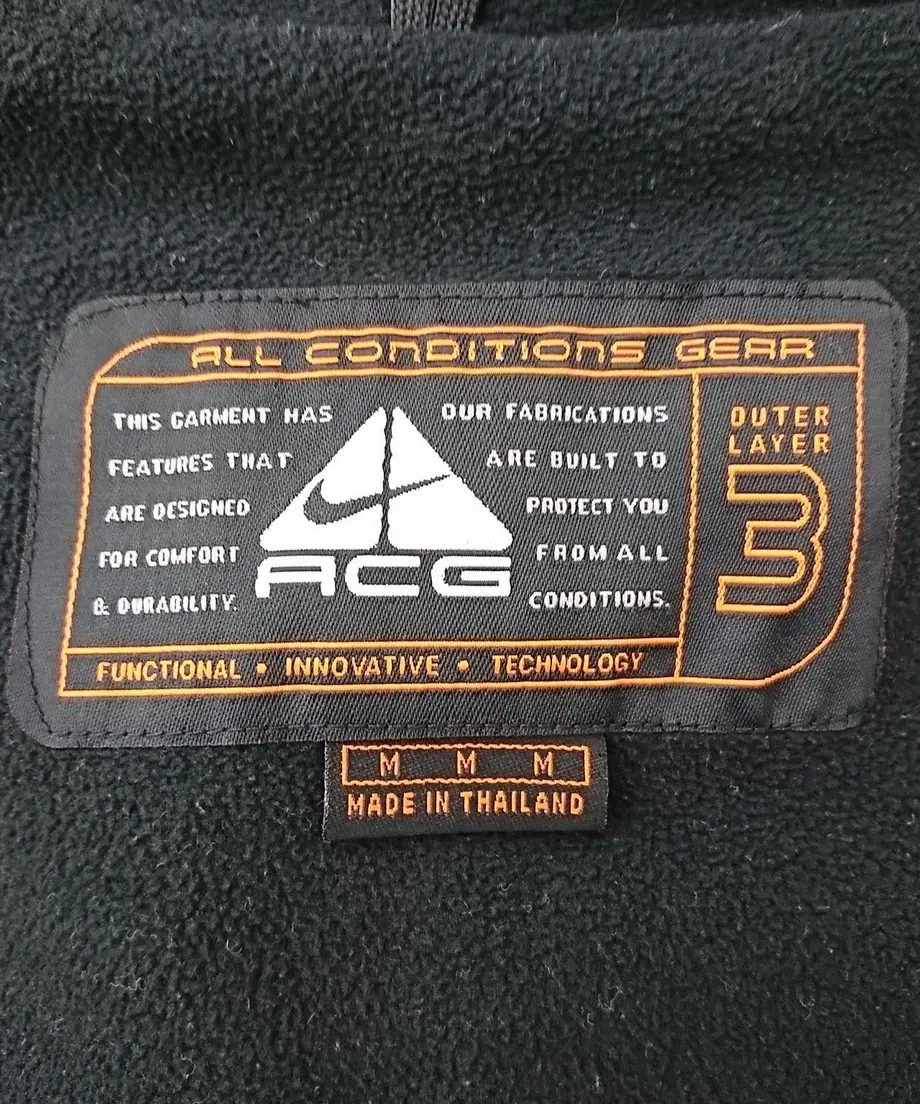 ALL CONDITIONS GEAR
THIS GARMENT HAS
FEATURES THAT
ARE DESIGNED
FOR COMFORT
& DURABILITY.
ACG
OUR FABRICATIONS
ARE BUILT TO
PROTECT YOU
FROM ALL
CONDITIONS.
OUTER
LAYER
3
FUNCTIONAL • INNOVATIVE • TECHNOLOGY
M M M
MADE IN THAILAND